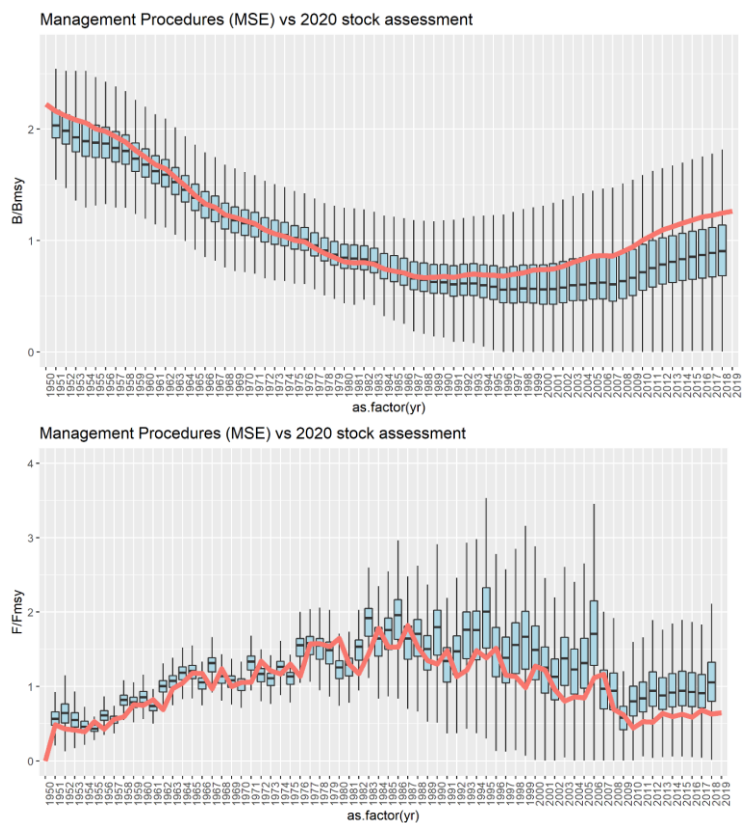 Management Procedures (MSE) vs 2020 stock assessment
2
1
0
B/Bmsy
1950 1951 1952 1953 1954 1955 1956 1957 1958 1959 1960 1961 1962 1963 1964 1965 1966 1967 1968 1969 1970 1971 1972 1973 1974 1975 1976 1977 1978 1979 1980 1981 1982 1983 1984 1985 1986 1987 1988 1989 1990 1991 1992 1993 1994 1995 1996 1997 1998 1999 2000 2001 2002 2003 2004 2005 2006 2007 2008 2009 2010 2011 2012 2013 2014 2015 2016 2017 2018 2019
as.factor(yr)
Management Procedures (MSE) vs 2020 stock assessment
4
3
2
1
0
F/Fmsy
1950 1951 1952 1953 1954 1955 1956 1957 1958 1959 1960 1961 1962 1963 1964 1965 1966 1967 1968 1969 1970 1971 1972 1973 1974 1975 1976 1977 1978 1979 1980 1981 1982 1983 1984 1985 1986 1987 1988 1989 1990 1991 1992 1993 1994 1995 1996 1997 1998 1999 2000 2001 2002 2003 2004 2005 2006 2007 2008 2009 2010 2011 2012 2013 2014 2015 2016 2017 2018 2019
as.factor(yr)